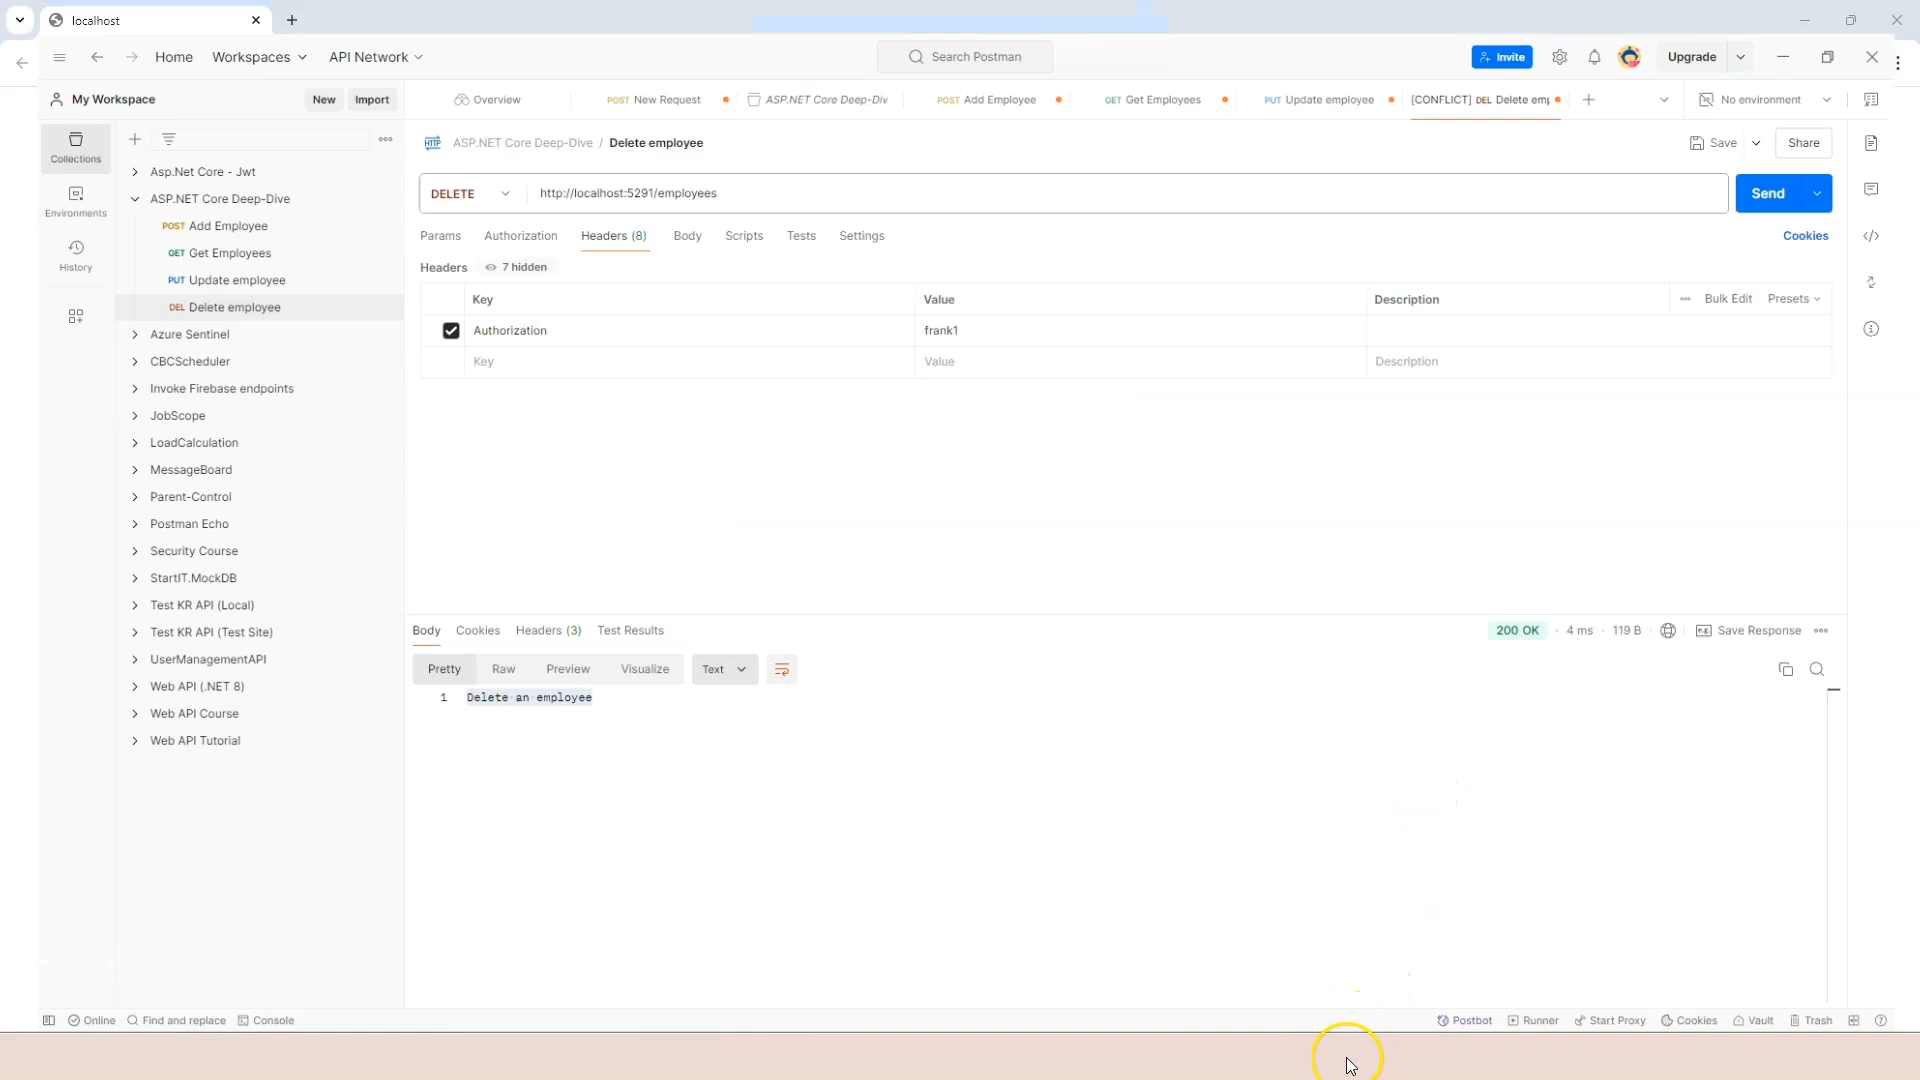 localhost
Home Workspaces API Network Search Postman Invite Upgrade
My Workspace New Import Overview POST New Request ASP.NET Core Deep-Div POST Add Employee GET Get Employees PUT Update employee [CONFLICT] DEL Delete emp No environment
Collections
Environments
History
Asp.Net Core - Jwt
ASP.NET Core Deep-Dive
POST Add Employee
GET Get Employees
PUT Update employee
DEL Delete employee
Azure Sentinel
CBCScheduler
Invoke Firebase endpoints
JobScope
LoadCalculation
MessageBoard
Parent-Control
Postman Echo
Security Course
StartIT.MockDB
Test KR API (Local)
Test KR API (Test Site)
UserManagementAPI
Web API (.NET 8)
Web API Course
Web API Tutorial
HTTP ASP.NET Core Deep-Dive / Delete employee Save Share
DELETE http://localhost:5291/employees Send
Params Authorization Headers (8) Body Scripts Tests Settings Cookies
Headers 7 hidden
Key Value Description Bulk Edit Presets
Authorization frank1
Key Value Description
Body Cookies Headers (3) Test Results 200 OK 4 ms 119 B Save Response
Pretty Raw Preview Visualize Text
1 Delete an employee
Online Find and replace Console Postbot Runner Start Proxy Cookies Vault Trash